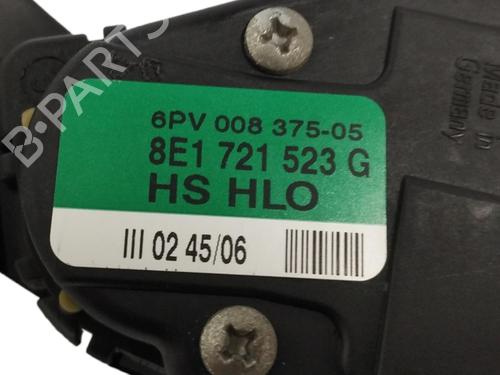 6PV 008 375-05
8E1 721 523 G
HS HLO
III 02 45/06
Made in
Germany
B-PARTS